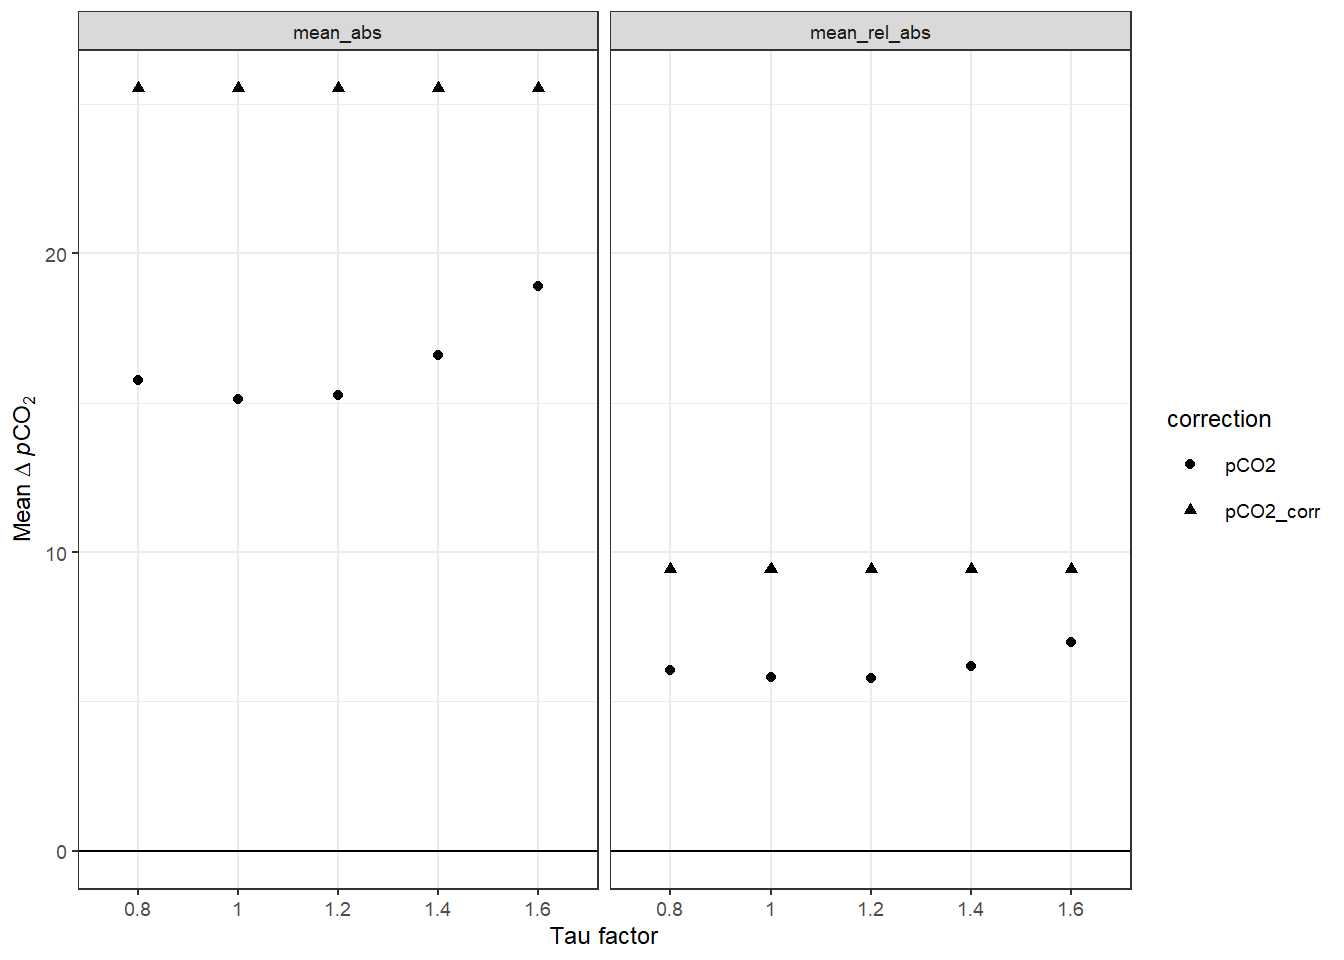 mean_abs
mean_rel_abs
20
10
0
Mean Δ pCO₂
0.8 1 1.2 1.4 1.6
0.8 1 1.2 1.4 1.6
Tau factor
correction
pCO2
pCO2_corr